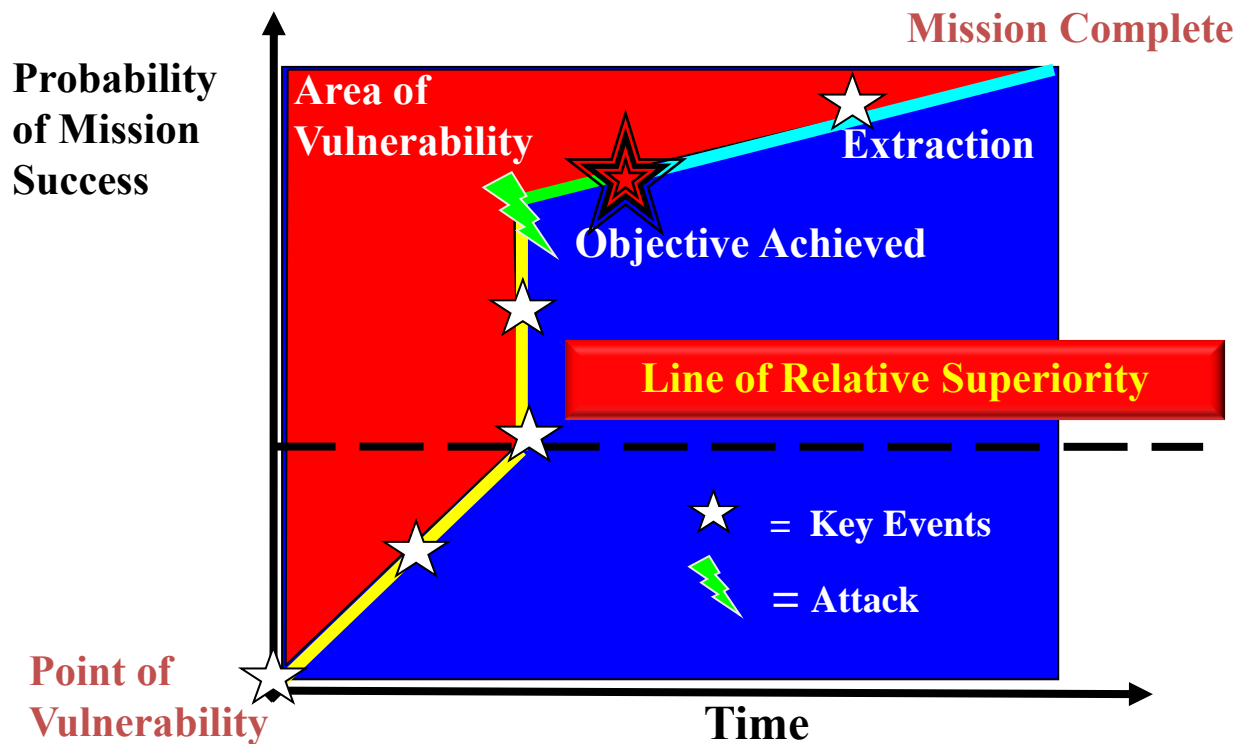 Mission Complete
Probability
of Mission
Success
Area of
Vulnerability
Extraction
Objective Achieved
Line of Relative Superiority
= Key Events
= Attack
Point of
Vulnerability
Time